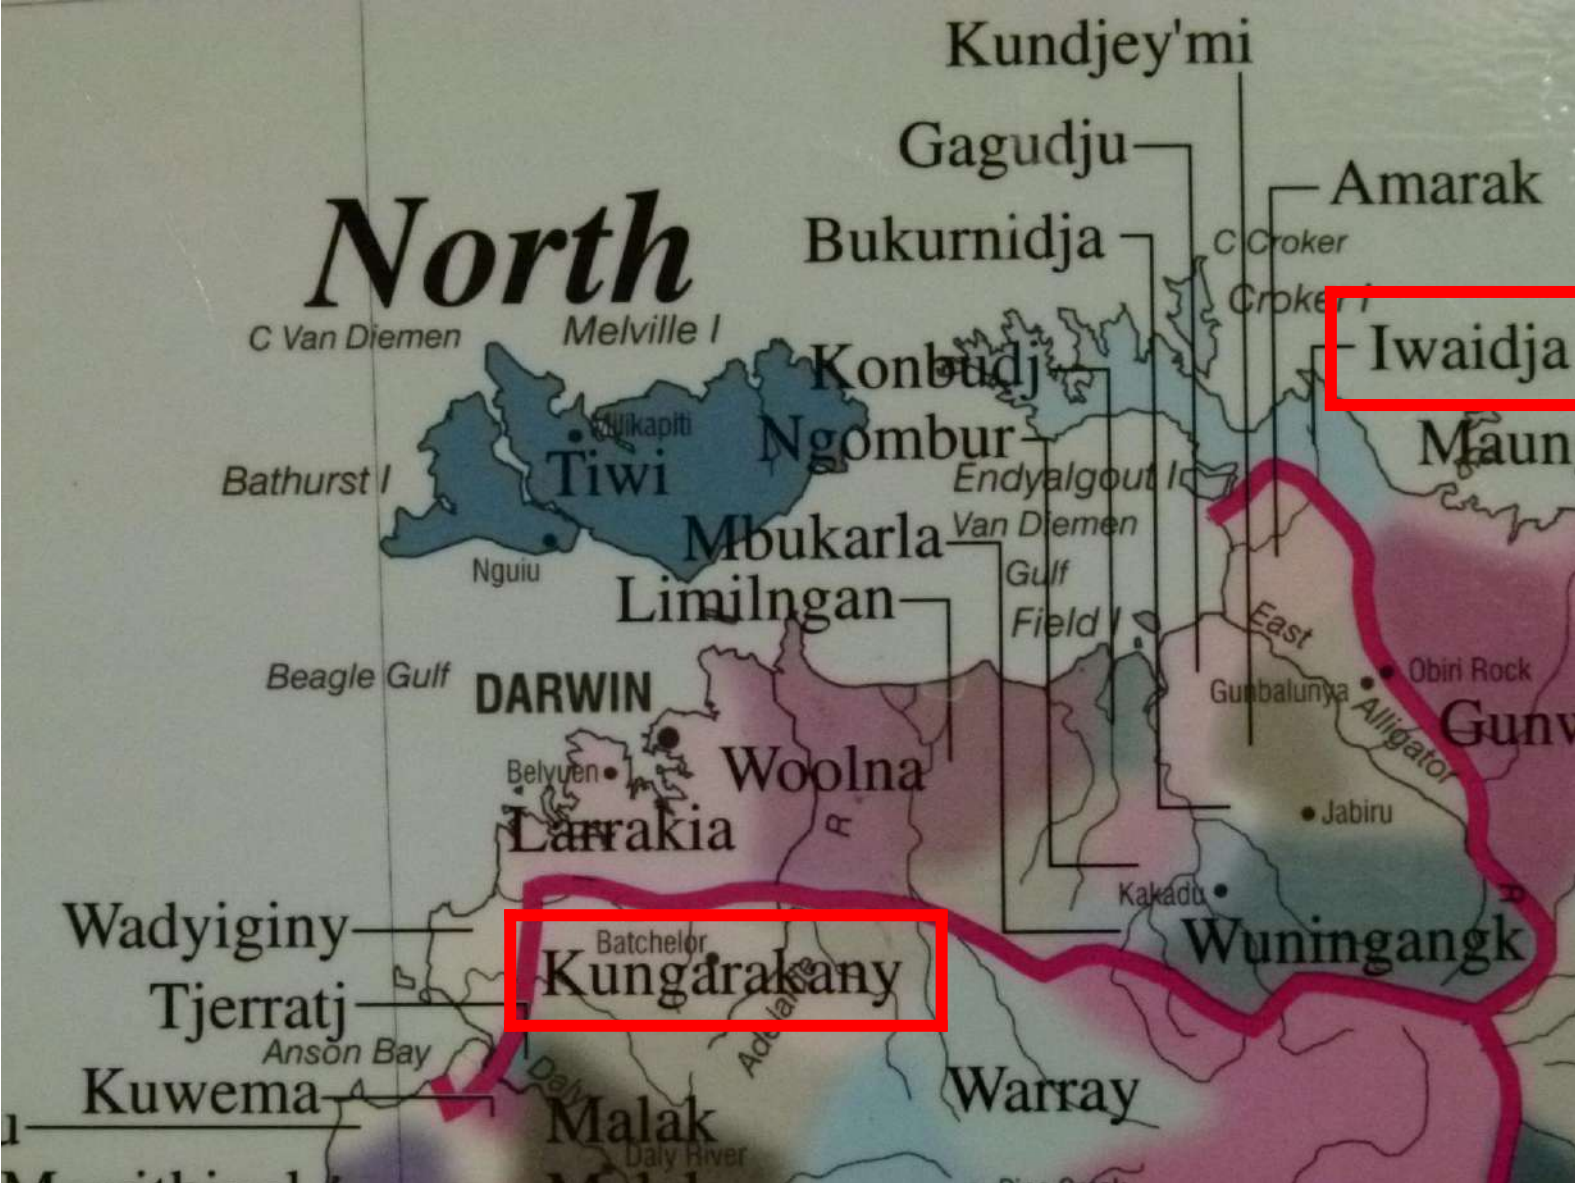 Kundjey'mi
Gagudju
Amarak
Bukurnidja
C Croker
North
Croker I
C Van Diemen
Melville I
Iwaidja
Konbudj
Milikapiti
Ngombur
Maun
Bathurst I
Tiwi
Endyalgout I
Mbukarla
Van Diemen
Nguiu
Gulf
Limilngan
Field I
East
Beagle Gulf
DARWIN
Obiri Rock
Gunbalunya
Alligator
Gunw
Belyuen
Woolna
Jabiru
R
Larrakia
Kakadu
R
Wadyiginy
Batchelor
Wuningangk
Kungarakany
Tjerratj
Adelaide
Anson Bay
Daly
Kuwema
Warray
Malak
u
Daly River